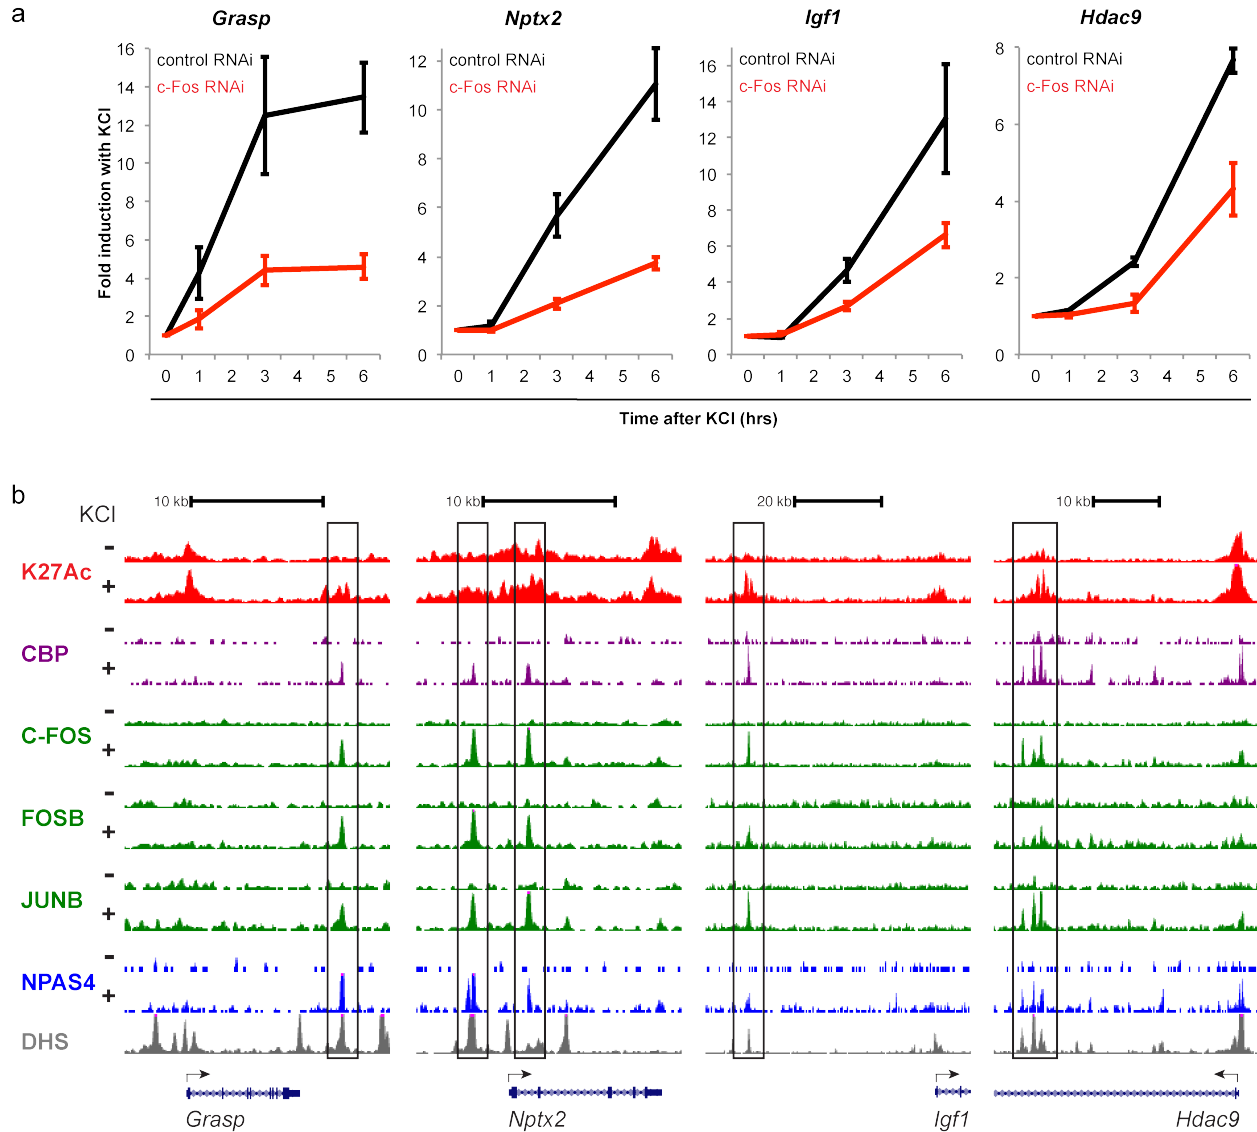 a
Grasp Nptx2 Igf1 Hdac9
Fold induction with KCl
control RNAi
c-Fos RNAi
16
14
12
10
8
6
4
2
0
0 1 2 3 4 5 6
control RNAi
c-Fos RNAi
12
10
8
6
4
2
0
0 1 2 3 4 5 6
control RNAi
c-Fos RNAi
16
14
12
10
8
6
4
2
0
0 1 2 3 4 5 6
control RNAi
c-Fos RNAi
8
6
4
2
0
0 1 2 3 4 5 6
Time after KCl (hrs)
b
10 kb 10 kb 20 kb 10 kb
KCl
-
K27Ac
+
-
CBP
+
-
C-FOS
+
-
FOSB
+
-
JUNB
+
-
NPAS4
+
DHS
Grasp Nptx2 Igf1 Hdac9